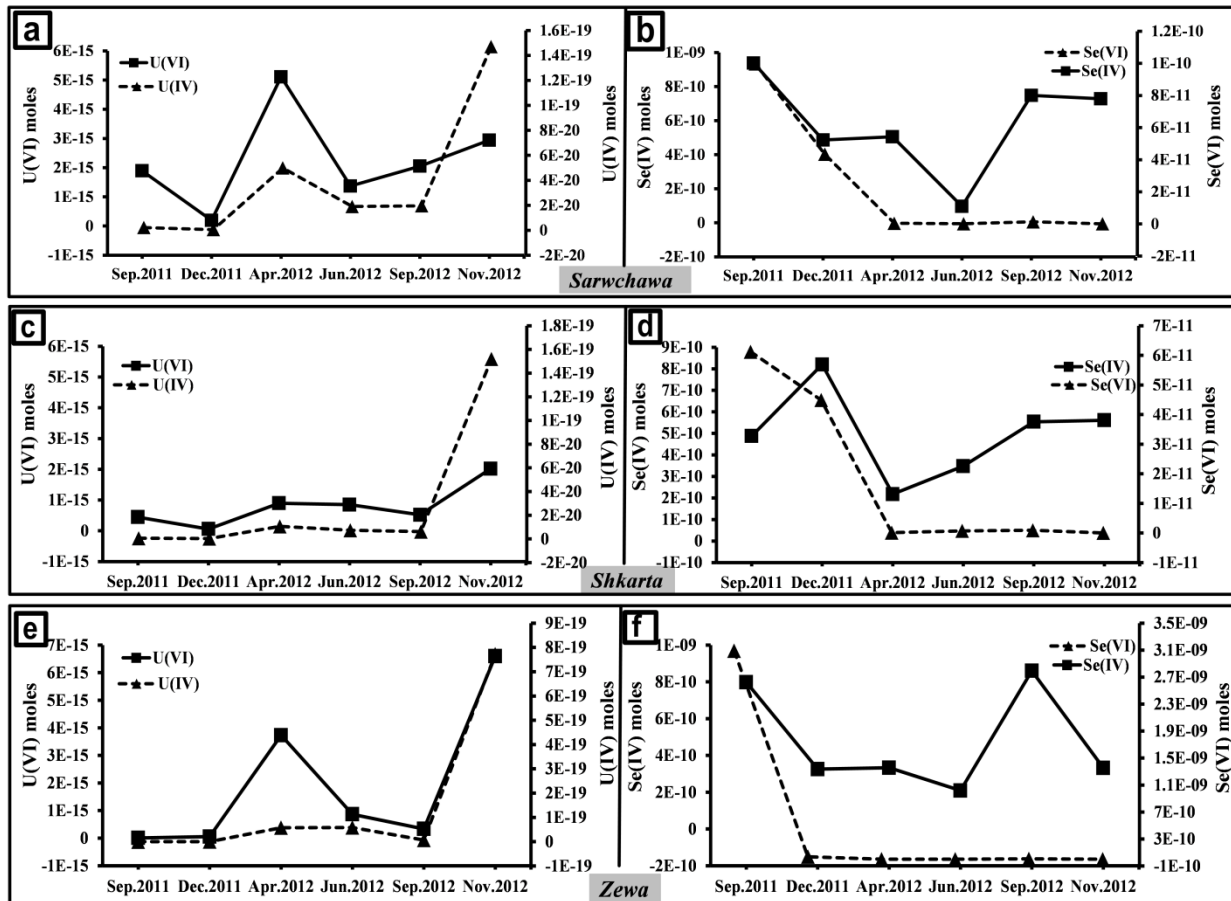 a
6E-15
5E-15
4E-15
3E-15
2E-15
1E-15
0
-1E-15
U(VI) moles
U(VI)
U(IV)
1.6E-19
1.4E-19
1.2E-19
1E-19
8E-20
6E-20
4E-20
2E-20
0
-2E-20
U(IV) moles
Sep.2011 Dec.2011 Apr.2012 Jun.2012 Sep.2012 Nov.2012
b
1E-09
8E-10
6E-10
4E-10
2E-10
0
-2E-10
Se(IV) moles
Se(VI)
Se(IV)
1.2E-10
1E-10
8E-11
6E-11
4E-11
2E-11
0
-2E-11
Se(VI) moles
Sep.2011 Dec.2011 Apr.2012 Jun.2012 Sep.2012 Nov.2012
Sarwchawa
c
6E-15
5E-15
4E-15
3E-15
2E-15
1E-15
0
-1E-15
U(VI) moles
U(VI)
U(IV)
1.8E-19
1.6E-19
1.4E-19
1.2E-19
1E-19
8E-20
6E-20
4E-20
2E-20
0
-2E-20
U(IV) moles
Sep.2011 Dec.2011 Apr.2012 Jun.2012 Sep.2012 Nov.2012
d
9E-10
8E-10
7E-10
6E-10
5E-10
4E-10
3E-10
2E-10
1E-10
0
-1E-10
Se(IV) moles
Se(IV)
Se(VI)
7E-11
6E-11
5E-11
4E-11
3E-11
2E-11
1E-11
0
-1E-11
Se(VI) moles
Sep.2011 Dec.2011 Apr.2012 Jun.2012 Sep.2012 Nov.2012
Shkarta
e
7E-15
6E-15
5E-15
4E-15
3E-15
2E-15
1E-15
0
-1E-15
U(VI) moles
U(VI)
U(IV)
9E-19
8E-19
7E-19
6E-19
5E-19
4E-19
3E-19
2E-19
1E-19
0
-1E-19
U(IV) moles
Sep.2011 Dec.2011 Apr.2012 Jun.2012 Sep.2012 Nov.2012
f
1E-09
8E-10
6E-10
4E-10
2E-10
0
-2E-10
Se(IV) moles
Se(VI)
Se(IV)
3.5E-09
3.1E-09
2.7E-09
2.3E-09
1.9E-09
1.5E-09
1.1E-09
7E-10
3E-10
-1E-10
Se(VI) moles
Sep.2011 Dec.2011 Apr.2012 Jun.2012 Sep.2012 Nov.2012
Zewa